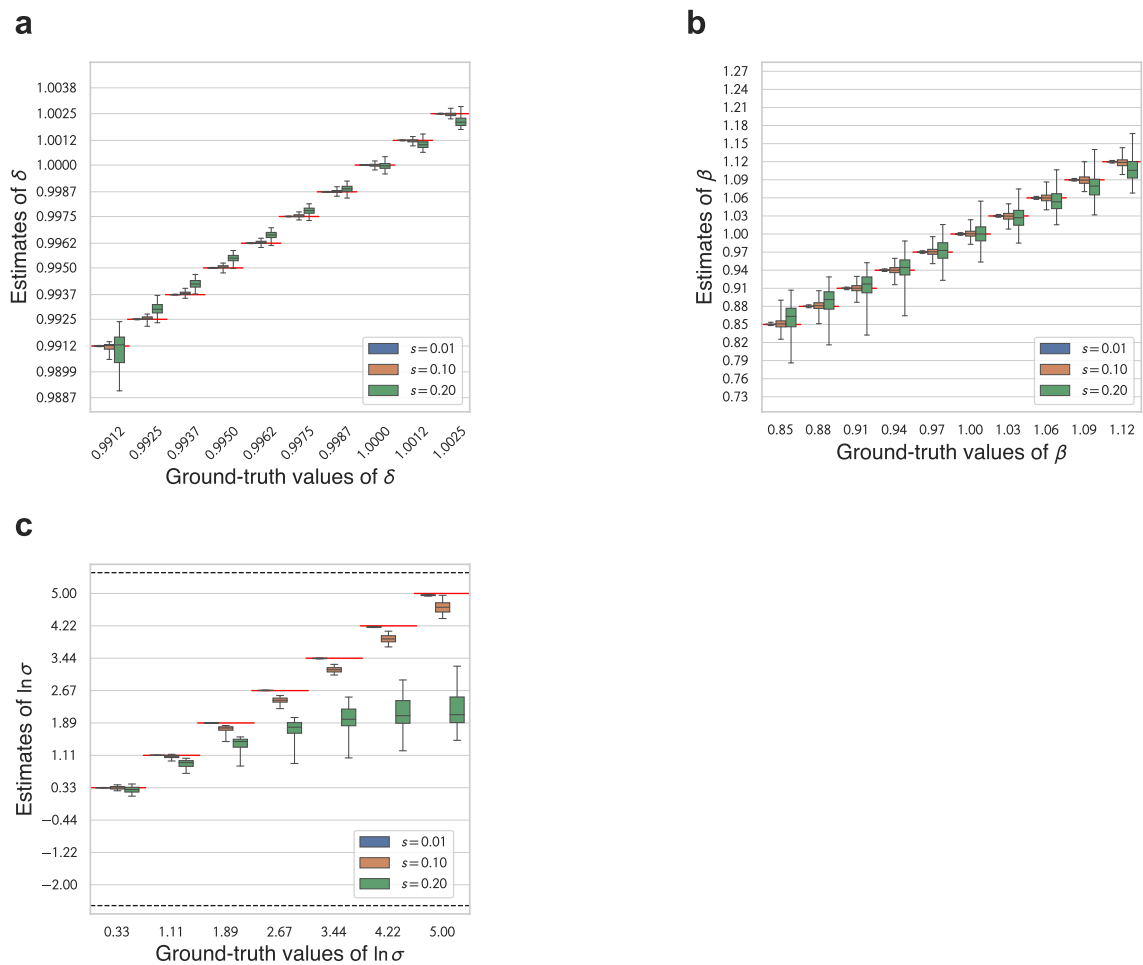 a
1.0038
1.0025
1.0012
1.0000
0.9987
0.9975
0.9962
0.9950
0.9937
0.9925
0.9912
0.9899
0.9887
Estimates of δ
s = 0.01
s = 0.10
s = 0.20
0.9912 0.9925 0.9937 0.9950 0.9962 0.9975 0.9987 1.0000 1.0012 1.0025
Ground-truth values of δ
b
1.27
1.24
1.21
1.18
1.15
1.12
1.09
1.06
1.03
1.00
0.97
0.94
0.91
0.88
0.85
0.82
0.79
0.76
0.73
Estimates of β
s = 0.01
s = 0.10
s = 0.20
0.85 0.88 0.91 0.94 0.97 1.00 1.03 1.06 1.09 1.12
Ground-truth values of β
c
5.00
4.22
3.44
2.67
1.89
1.11
0.33
−0.44
−1.22
−2.00
Estimates of ln σ
s = 0.01
s = 0.10
s = 0.20
0.33 1.11 1.89 2.67 3.44 4.22 5.00
Ground-truth values of ln σ